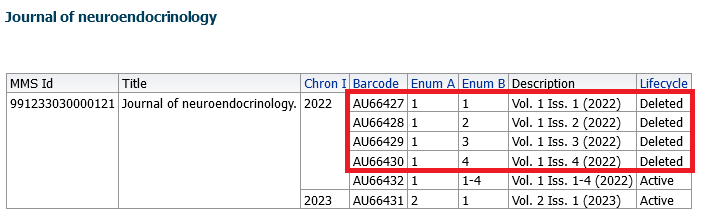 Journal of neuroendocrinology
MMS Id Title Chron I Barcode Enum A Enum B Description Lifecycle
991233030000121 Journal of neuroendocrinology. 2022 AU66427 1 1 Vol. 1 Iss. 1 (2022) Deleted
AU66428 1 2 Vol. 1 Iss. 2 (2022) Deleted
AU66429 1 3 Vol. 1 Iss. 3 (2022) Deleted
AU66430 1 4 Vol. 1 Iss. 4 (2022) Deleted
AU66432 1 1-4 Vol. 1 Iss. 1-4 (2022) Active
2023 AU66431 2 1 Vol. 2 Iss. 1 (2023) Active